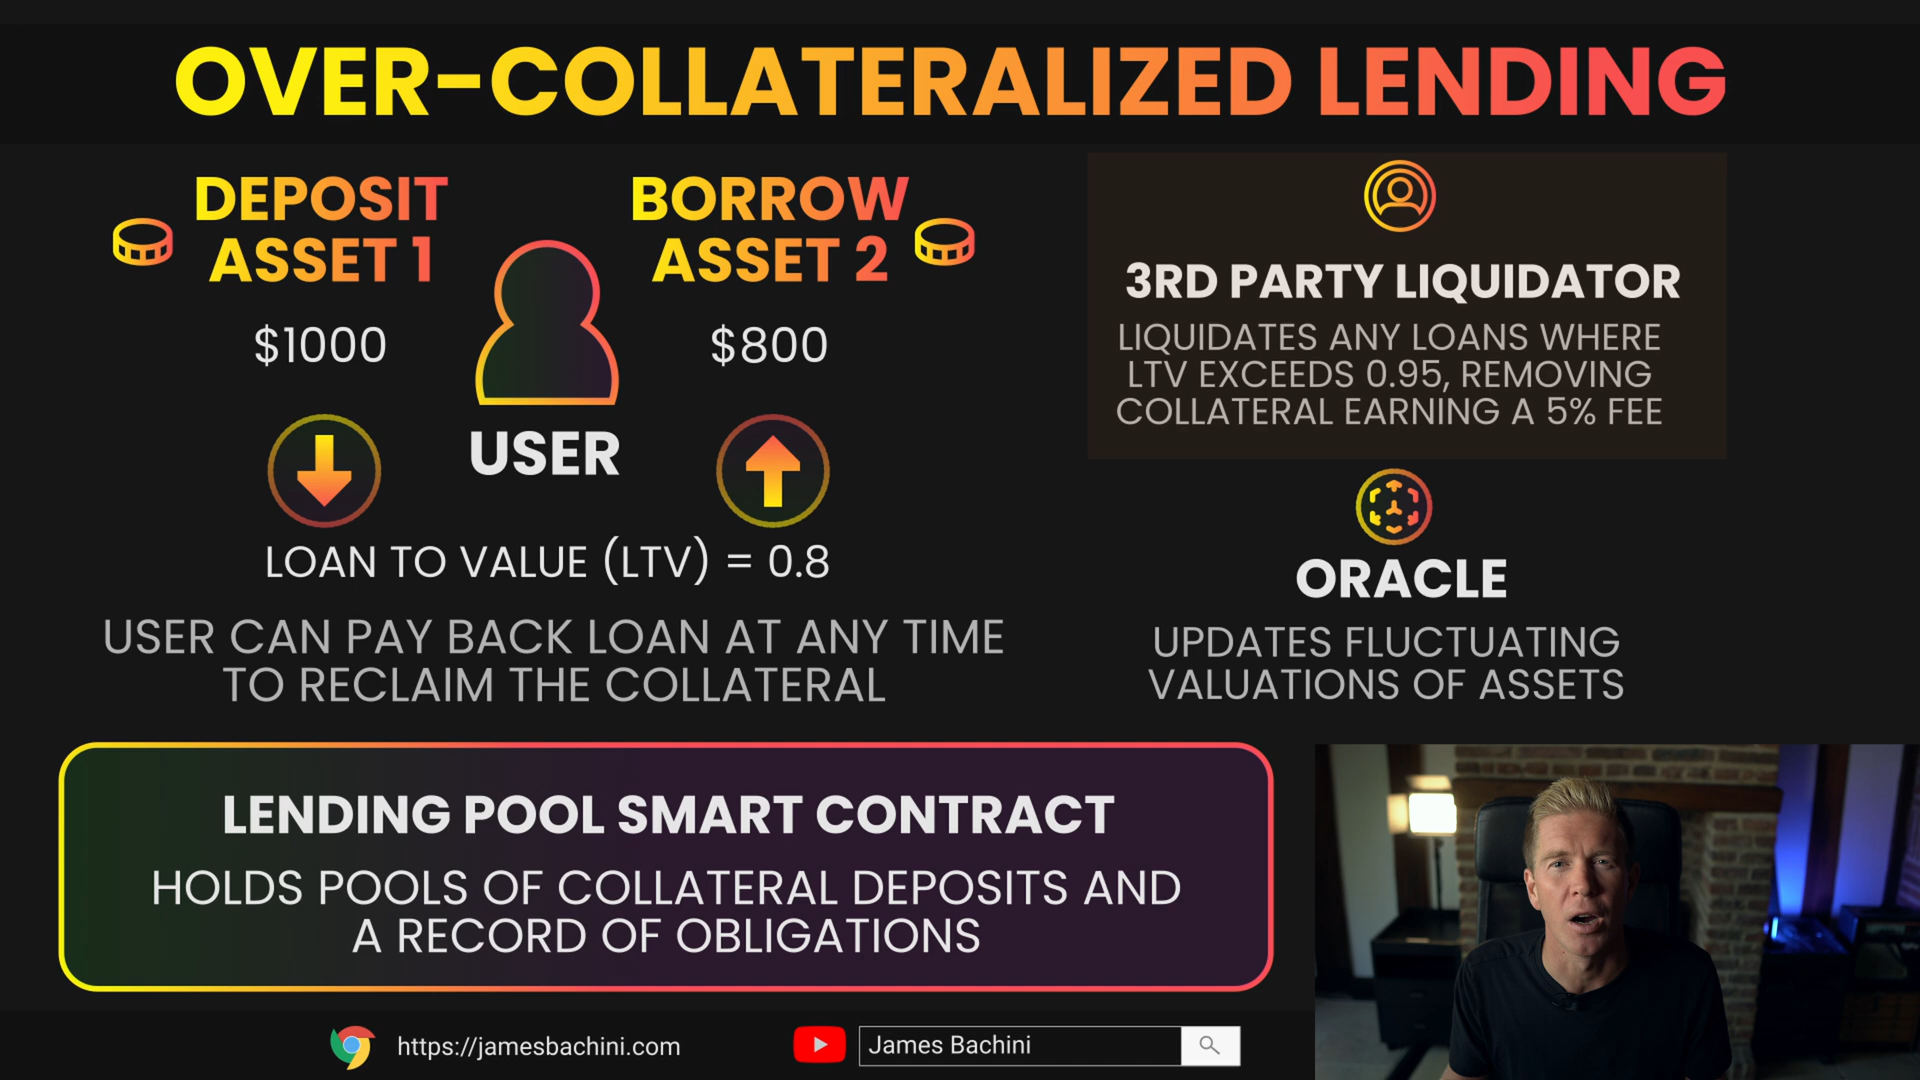 OVER-COLLATERALIZED LENDING
DEPOSIT
ASSET 1
$1000
BORROW
ASSET 2
$800
USER
LOAN TO VALUE (LTV) = 0.8
USER CAN PAY BACK LOAN AT ANY TIME
TO RECLAIM THE COLLATERAL
3RD PARTY LIQUIDATOR
LIQUIDATES ANY LOANS WHERE
LTV EXCEEDS 0.95, REMOVING
COLLATERAL EARNING A 5% FEE
ORACLE
UPDATES FLUCTUATING
VALUATIONS OF ASSETS
LENDING POOL SMART CONTRACT
HOLDS POOLS OF COLLATERAL DEPOSITS AND
A RECORD OF OBLIGATIONS
https://jamesbachini.com
James Bachini